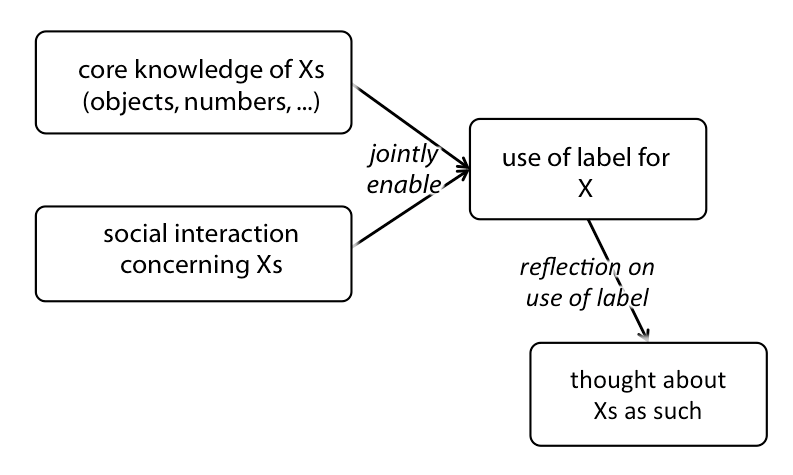 core knowledge of Xs
(objects, numbers, ...)
jointly
enable
social interaction
concerning Xs
use of label for
X
reflection on
use of label
thought about
Xs as such